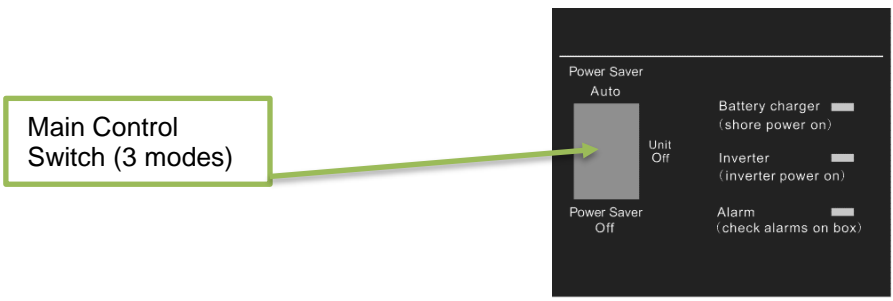 Main Control
Switch (3 modes)
Power Saver
Auto
Unit
Off
Power Saver
Off
Battery charger
(shore power on)
Inverter
(inverter power on)
Alarm
(check alarms on box)